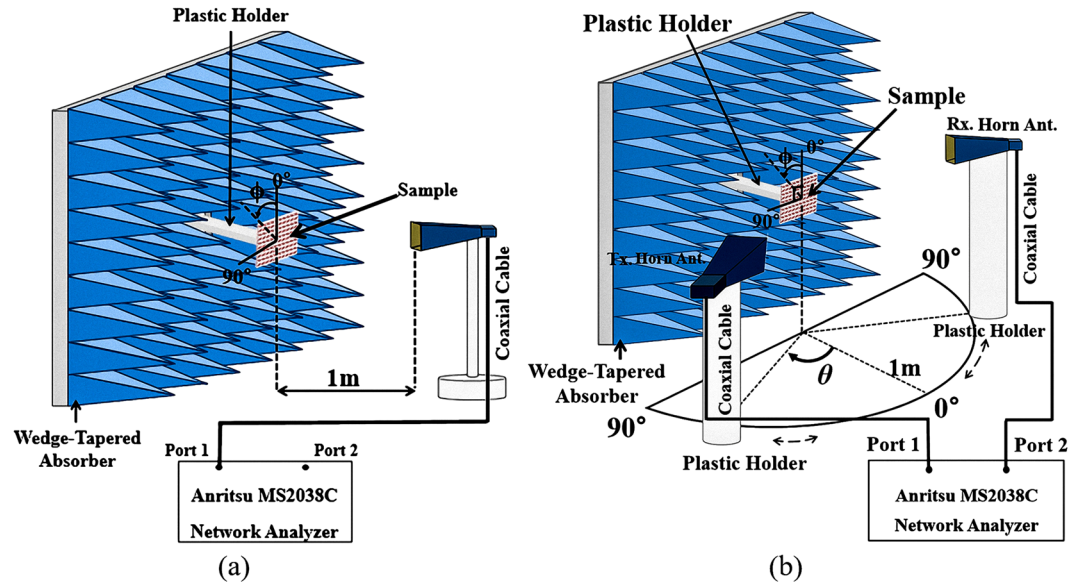 Plastic Holder
0°
ϕ
Sample
90°
Coaxial Cable
1m
Wedge-Tapered
Absorber
Port 1
Port 2
Anritsu MS2038C
Network Analyzer
(a)
Plastic Holder
Sample
Rx. Horn Ant.
0°
ϕ
90°
Coaxial Cable
Tx. Horn Ant.
Coaxial Cable
90°
Plastic Holder
θ
1m
0°
Wedge-Tapered
Absorber
90°
Plastic Holder
Port 1
Port 2
Anritsu MS2038C
Network Analyzer
(b)